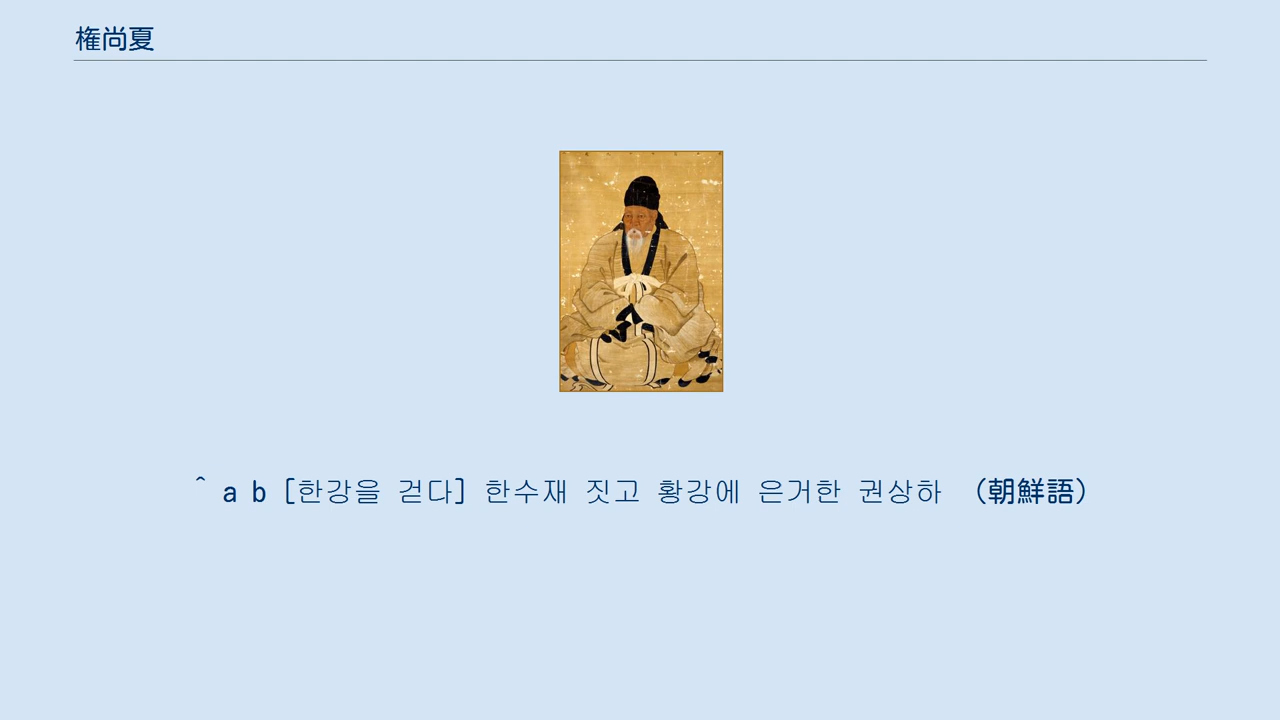 権尚夏
^ a b [한강을 걷다] 한수재 짓고 황강에 은거한 권상하 （朝鮮語）